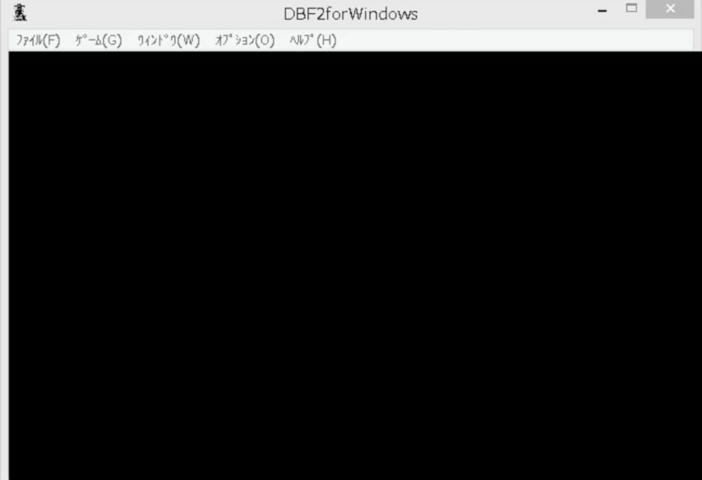 DBF2forWindows
ﾌｧｲﾙ(F) ｹﾞｰﾑ(G) ｳｨﾝﾄﾞｳ(W) ｵﾌﾟｼｮﾝ(O) ﾍﾙﾌﾟ(H)